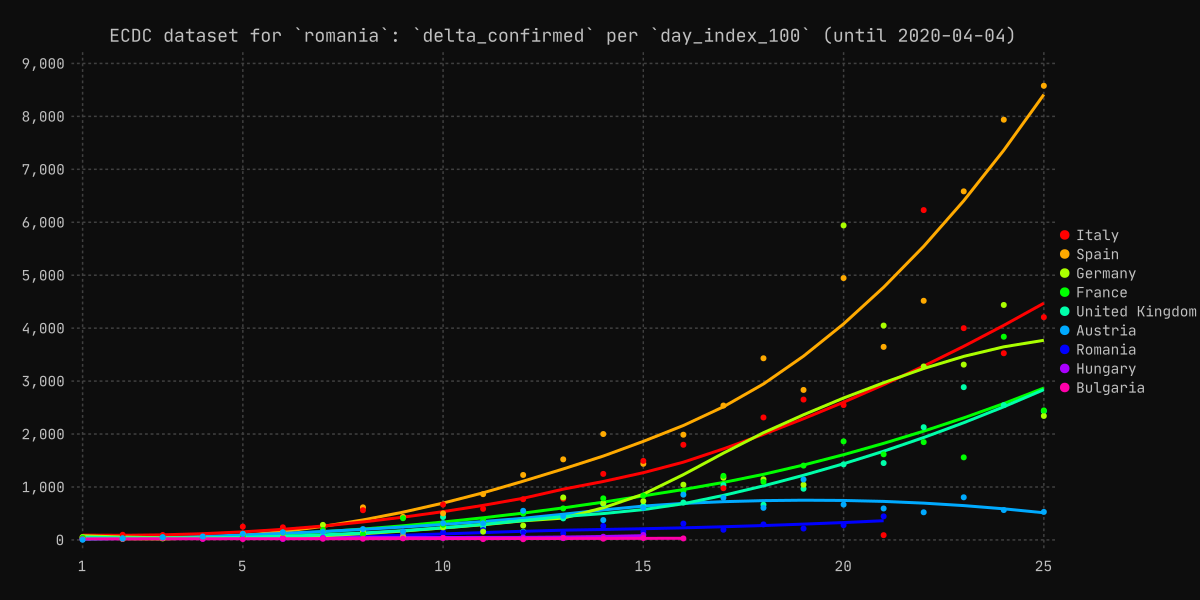 ECDC dataset for `romania`: `delta_confirmed` per `day_index_100` (until 2020-04-04)
9,000
8,000
7,000
6,000
5,000
4,000
3,000
2,000
1,000
0
1 5 10 15 20 25
Italy
Spain
Germany
France
United Kingdom
Austria
Romania
Hungary
Bulgaria